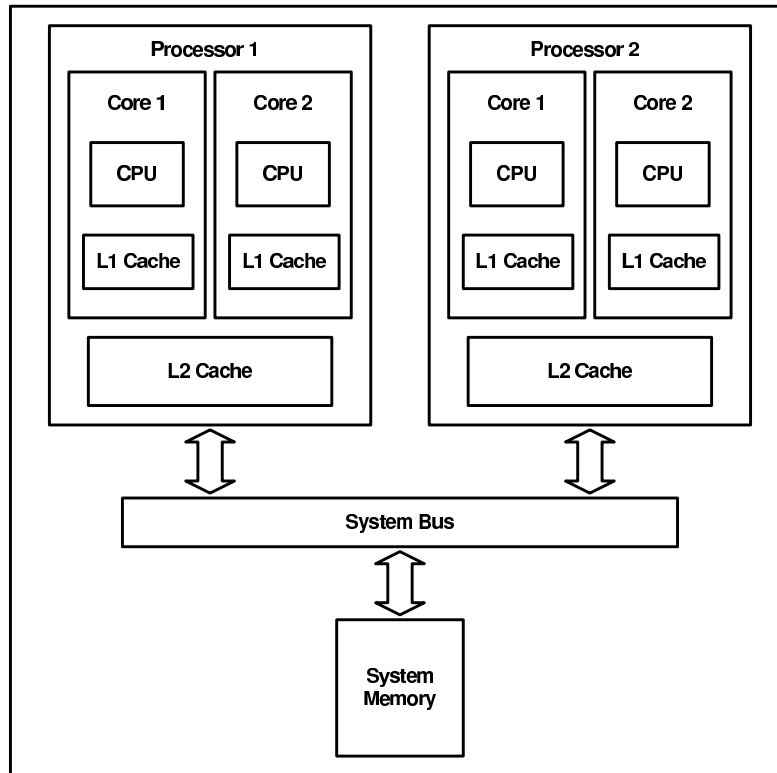 Processor 1
Core 1
CPU
L1 Cache
Core 2
CPU
L1 Cache
L2 Cache
Processor 2
Core 1
CPU
L1 Cache
Core 2
CPU
L1 Cache
L2 Cache
System Bus
System
Memory